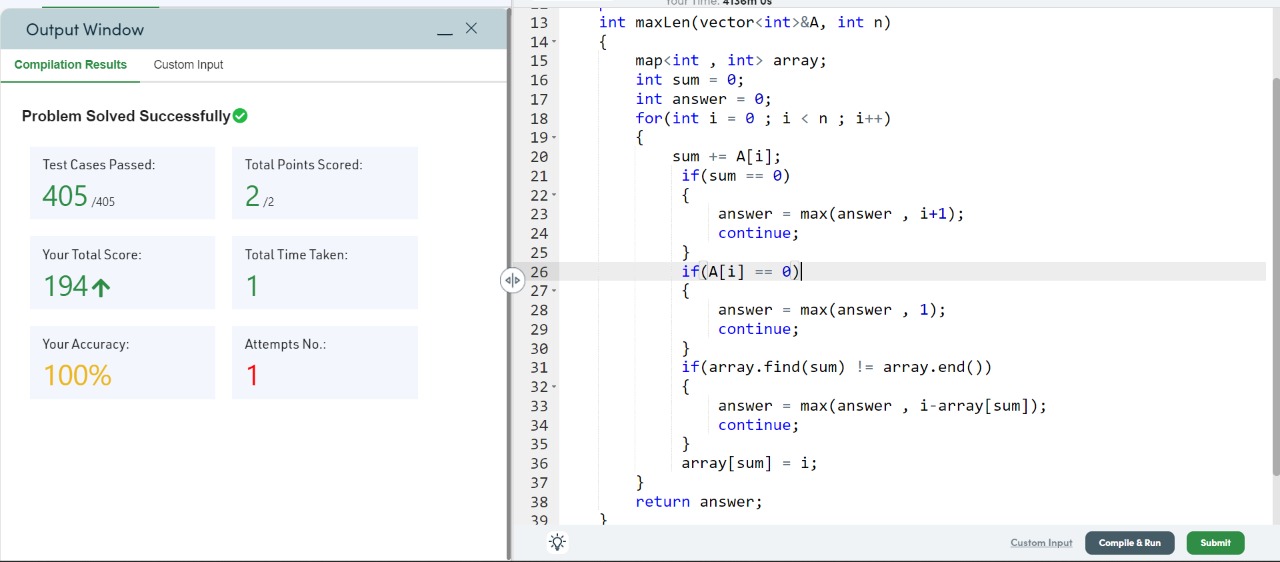 Output Window
Compilation Results Custom Input
Problem Solved Successfully
Test Cases Passed:
405 /405
Total Points Scored:
2 /2
Your Total Score:
194
Total Time Taken:
1
Your Accuracy:
100%
Attempts No.:
1
Your Time: 4136m 0s
13 int maxLen(vector<int>&A, int n)
14 {
15 map<int , int> array;
16 int sum = 0;
17 int answer = 0;
18 for(int i = 0 ; i < n ; i++)
19 {
20 sum += A[i];
21 if(sum == 0)
22 {
23 answer = max(answer , i+1);
24 continue;
25 }
26 if(A[i] == 0)
27 {
28 answer = max(answer , 1);
29 continue;
30 }
31 if(array.find(sum) != array.end())
32 {
33 answer = max(answer , i-array[sum]);
34 continue;
35 }
36 array[sum] = i;
37 }
38 return answer;
39 }
Custom Input Compile & Run Submit